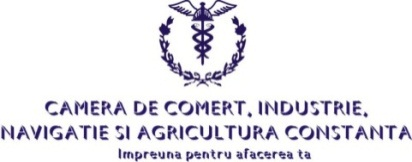 CAMERA DE COMERT, INDUSTRIE,
NAVIGATIE SI AGRICULTURA CONSTANTA
Impreuna pentru afacerea ta